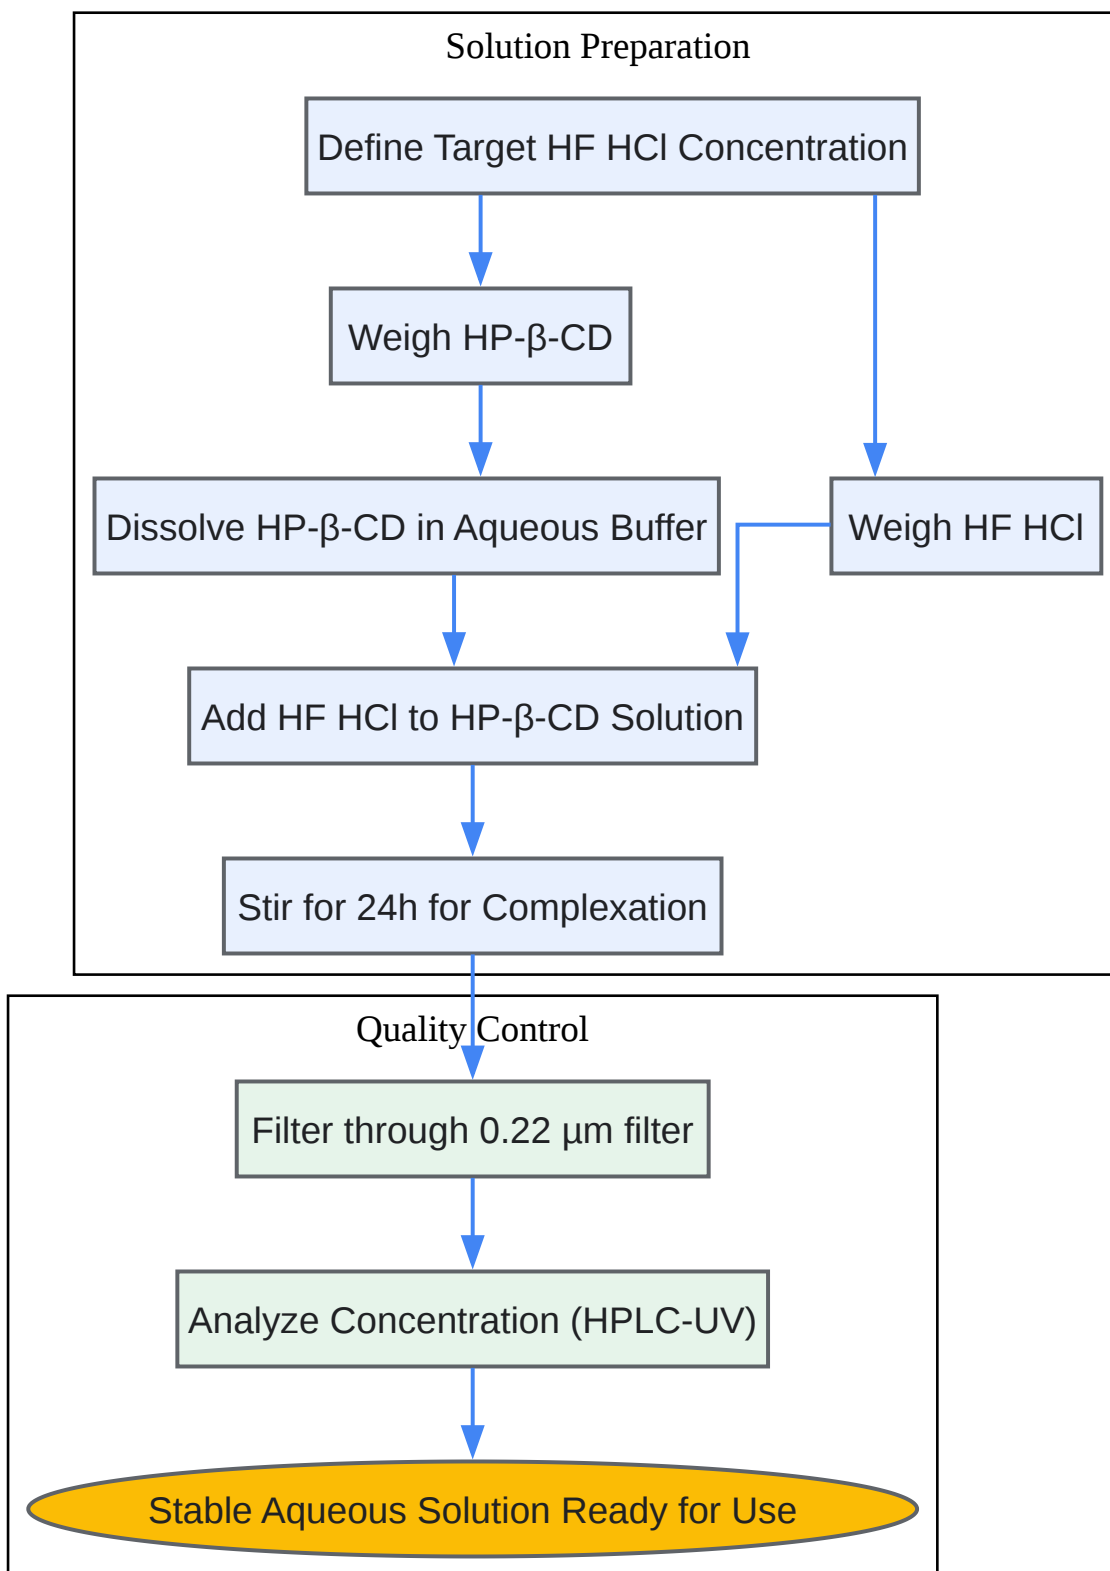 Solution Preparation
Define Target HF HCl Concentration
Weigh HP-β-CD
Dissolve HP-β-CD in Aqueous Buffer
Weigh HF HCl
Add HF HCl to HP-β-CD Solution
Stir for 24h for Complexation
Quality Control
Filter through 0.22 µm filter
Analyze Concentration (HPLC-UV)
Stable Aqueous Solution Ready for Use